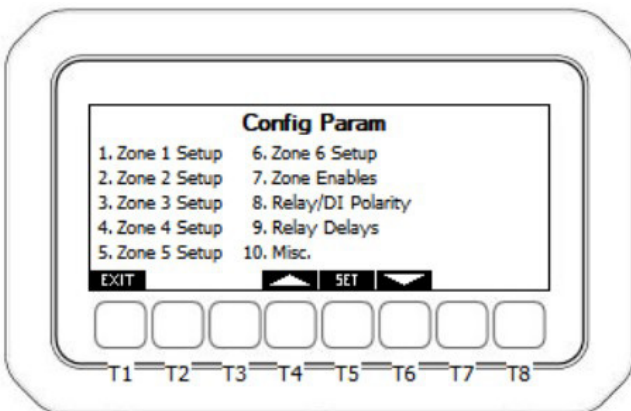 Config Param
1. Zone 1 Setup
2. Zone 2 Setup
3. Zone 3 Setup
4. Zone 4 Setup
5. Zone 5 Setup
6. Zone 6 Setup
7. Zone Enables
8. Relay/DI Polarity
9. Relay Delays
10. Misc.
EXIT SET
T1 T2 T3 T4 T5 T6 T7 T8